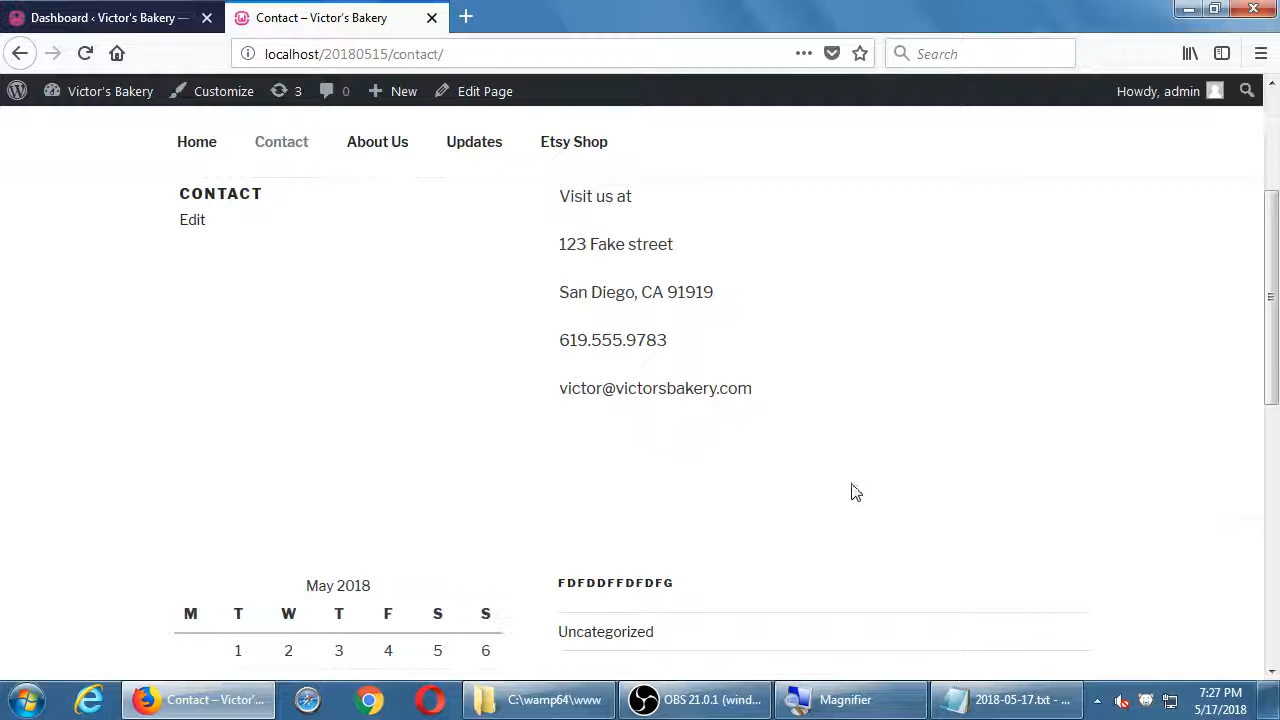 Dashboard ‹ Victor's Bakery —
Contact – Victor's Bakery
localhost/20180515/contact/
Search
Victor's Bakery
Customize
3
0
New
Edit Page
Howdy, admin
Home
Contact
About Us
Updates
Etsy Shop
CONTACT
Edit
Visit us at
123 Fake street
San Diego, CA 91919
619.555.9783
victor@victorsbakery.com
May 2018
M T W T F S S
1 2 3 4 5 6
FDFDDFFDFDFG
Uncategorized
Contact – Victor'...
C:\wamp64\www
OBS 21.0.1 (wind...
Magnifier
2018-05-17.txt - ...
7:27 PM
5/17/2018